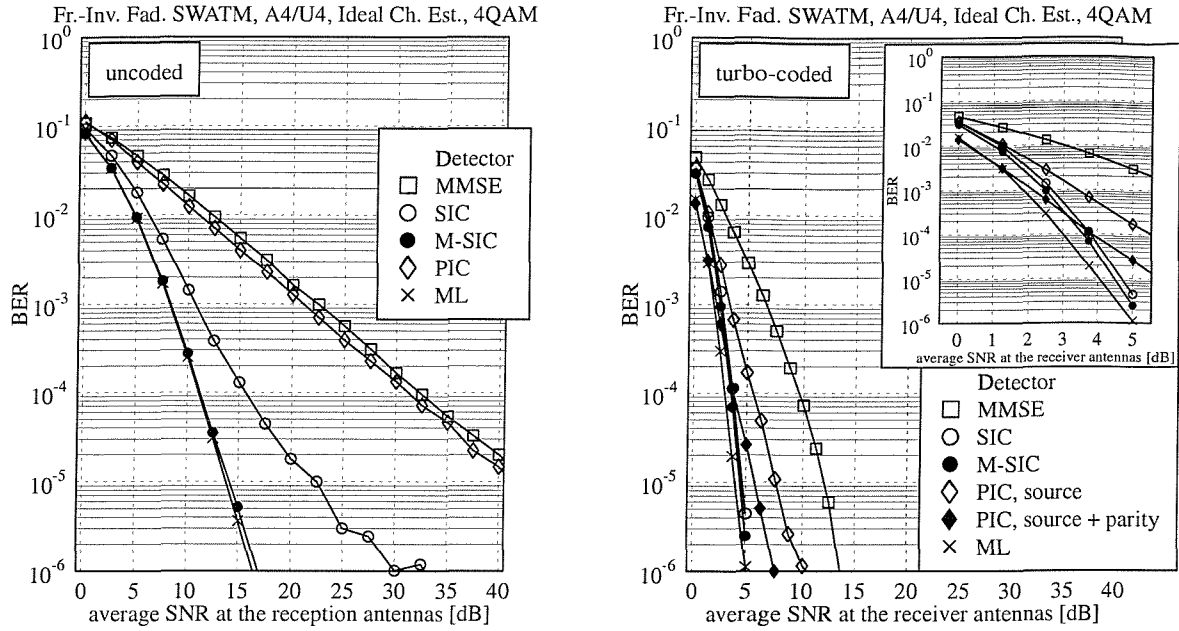 Fr.-Inv. Fad. SWATM, A4/U4, Ideal Ch. Est., 4QAM
10^0
10^-1
10^-2
10^-3
10^-4
10^-5
10^-6
BER
uncoded
Detector
MMSE
SIC
M-SIC
PIC
ML
0 5 10 15 20 25 30 35 40
average SNR at the reception antennas [dB]
Fr.-Inv. Fad. SWATM, A4/U4, Ideal Ch. Est., 4QAM
10^0
10^-1
10^-2
10^-3
10^-4
10^-5
10^-6
BER
turbo-coded
10^0
10^-1
10^-2
10^-3
10^-4
10^-5
10^-6
BER
0 1 2 3 4 5
average SNR at the receiver antennas [dB]
Detector
MMSE
SIC
M-SIC
PIC, source
PIC, source + parity
ML
0 5 10 15 20 25 30 35 40
average SNR at the receiver antennas [dB]